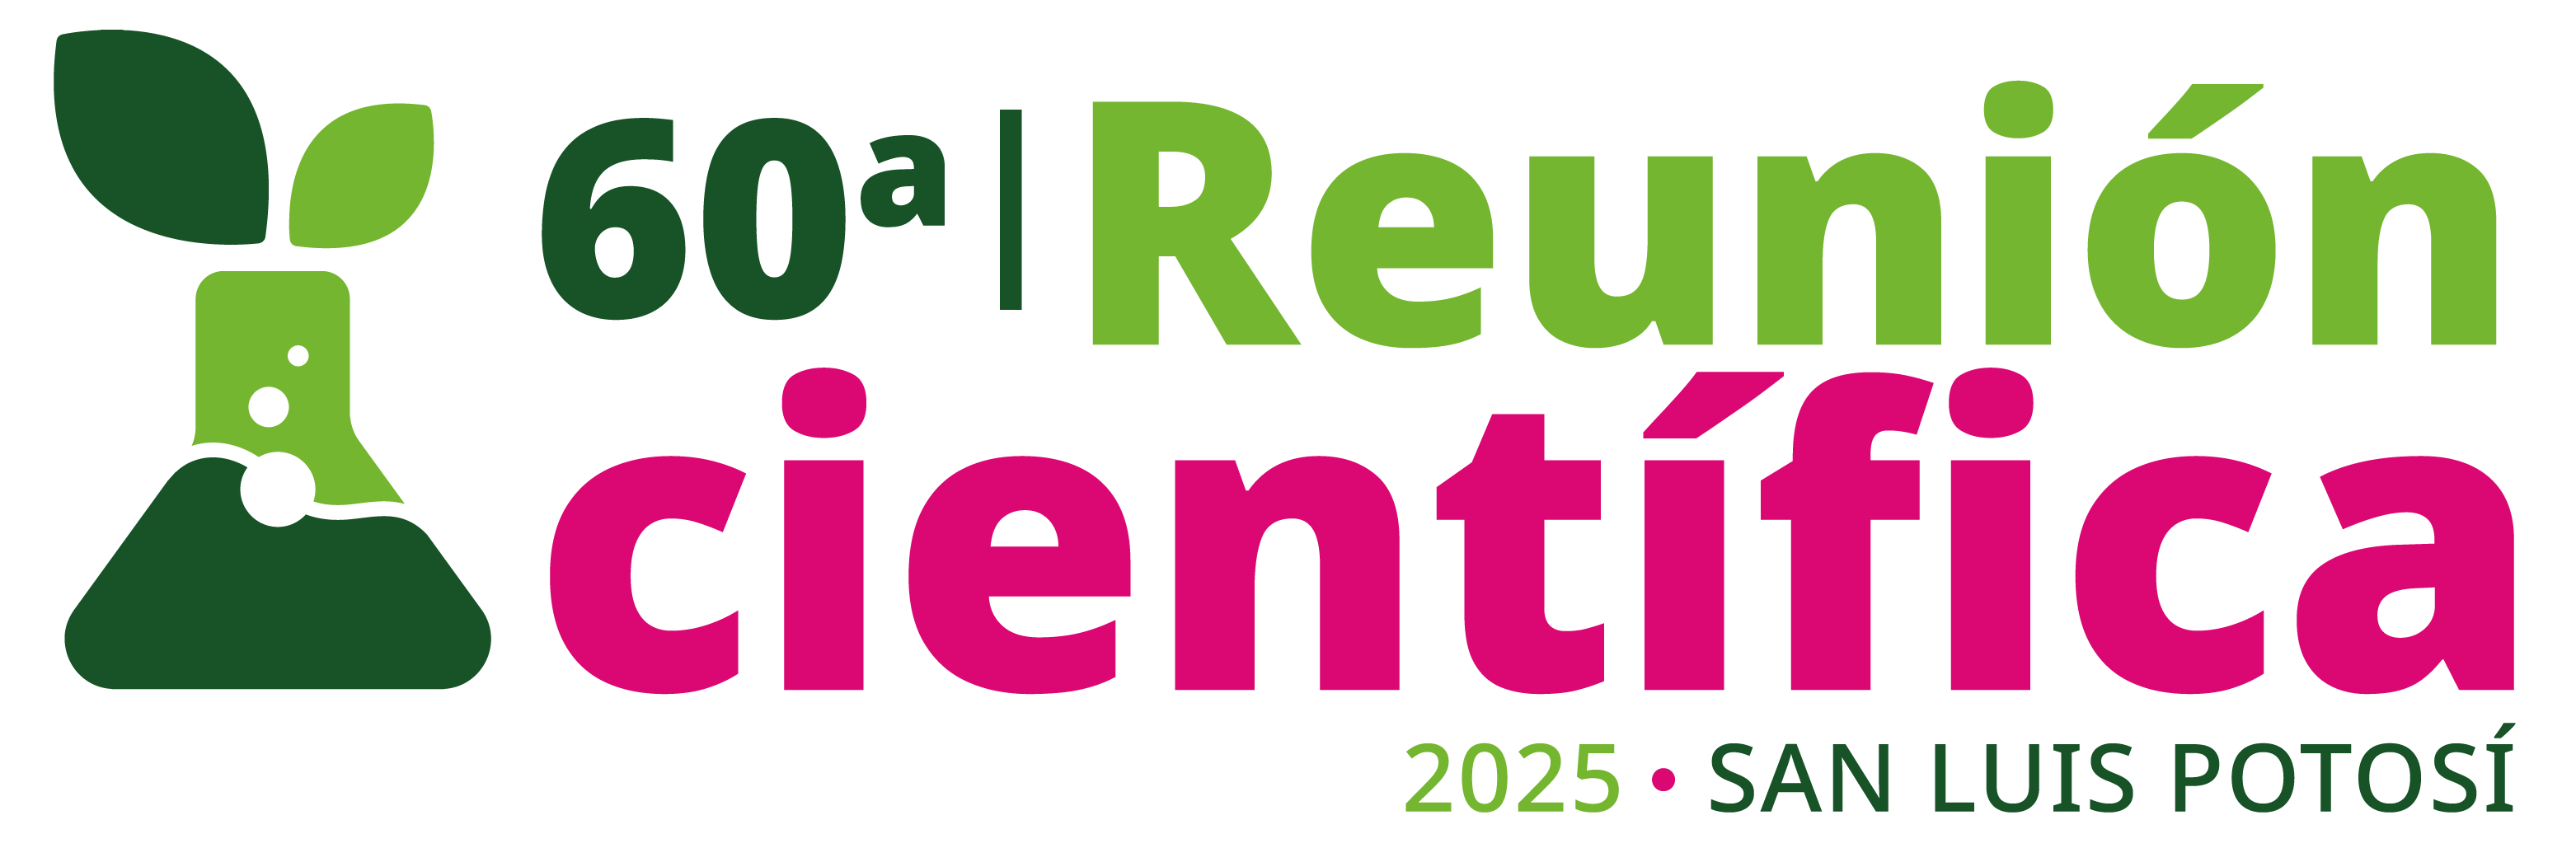 60ª | Reunión
científica
2025 • SAN LUIS POTOSÍ